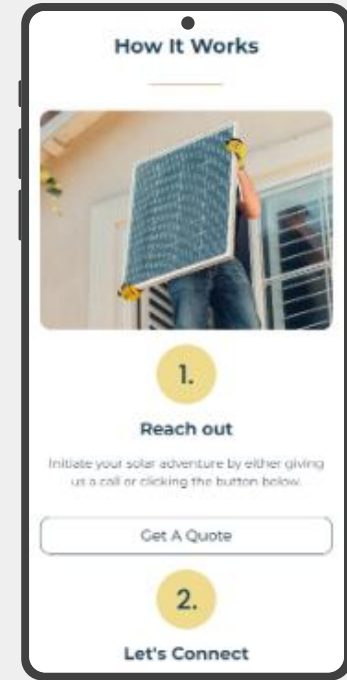 How It Works
1.
Reach out
Initiate your solar adventure by either giving
us a call or clicking the button below.
Get A Quote
2.
Let's Connect